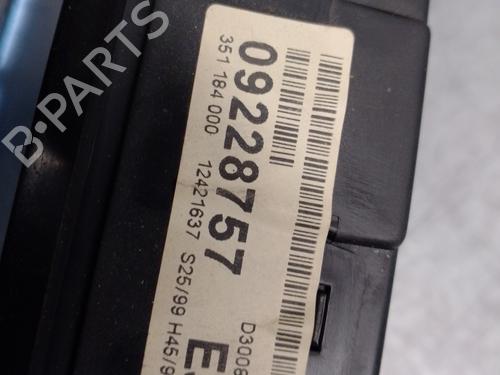 B-PARTS
09228757
351 184 000
12421637 S25/99 H45/9
D3008
E